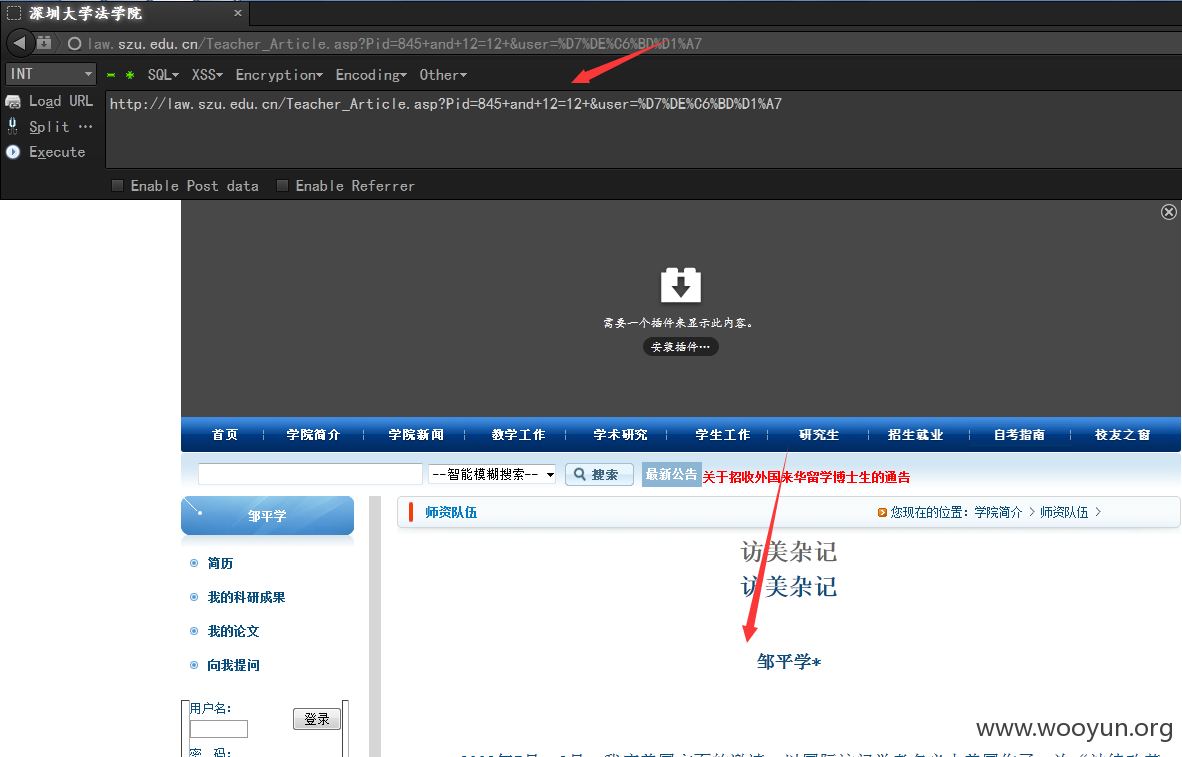 深圳大学法学院
law.szu.edu.cn/Teacher_Article.asp?Pid=845+and+12=12+&user=%D7%DE%C6%BD%D1%A7
INT SQL XSS Encryption Encoding Other
Load URL
http://law.szu.edu.cn/Teacher_Article.asp?Pid=845+and+12=12+&user=%D7%DE%C6%BD%D1%A7
Split ...
Execute
Enable Post data Enable Referrer
需要一个插件来显示此内容。
安装插件…
首页 学院简介 学院新闻 教学工作 学术研究 学生工作 研究生 招生就业 自考指南 校友之窗
--智能模糊搜索-- 搜索 最新公告 关于招收外国来华留学博士生的通告
邹平学
师资队伍
您现在的位置：学院简介 > 师资队伍 >
访美杂记
访美杂记
邹平学*
简历
我的科研成果
我的论文
向我提问
用户名：
登录
密 码：
www.wooyun.org